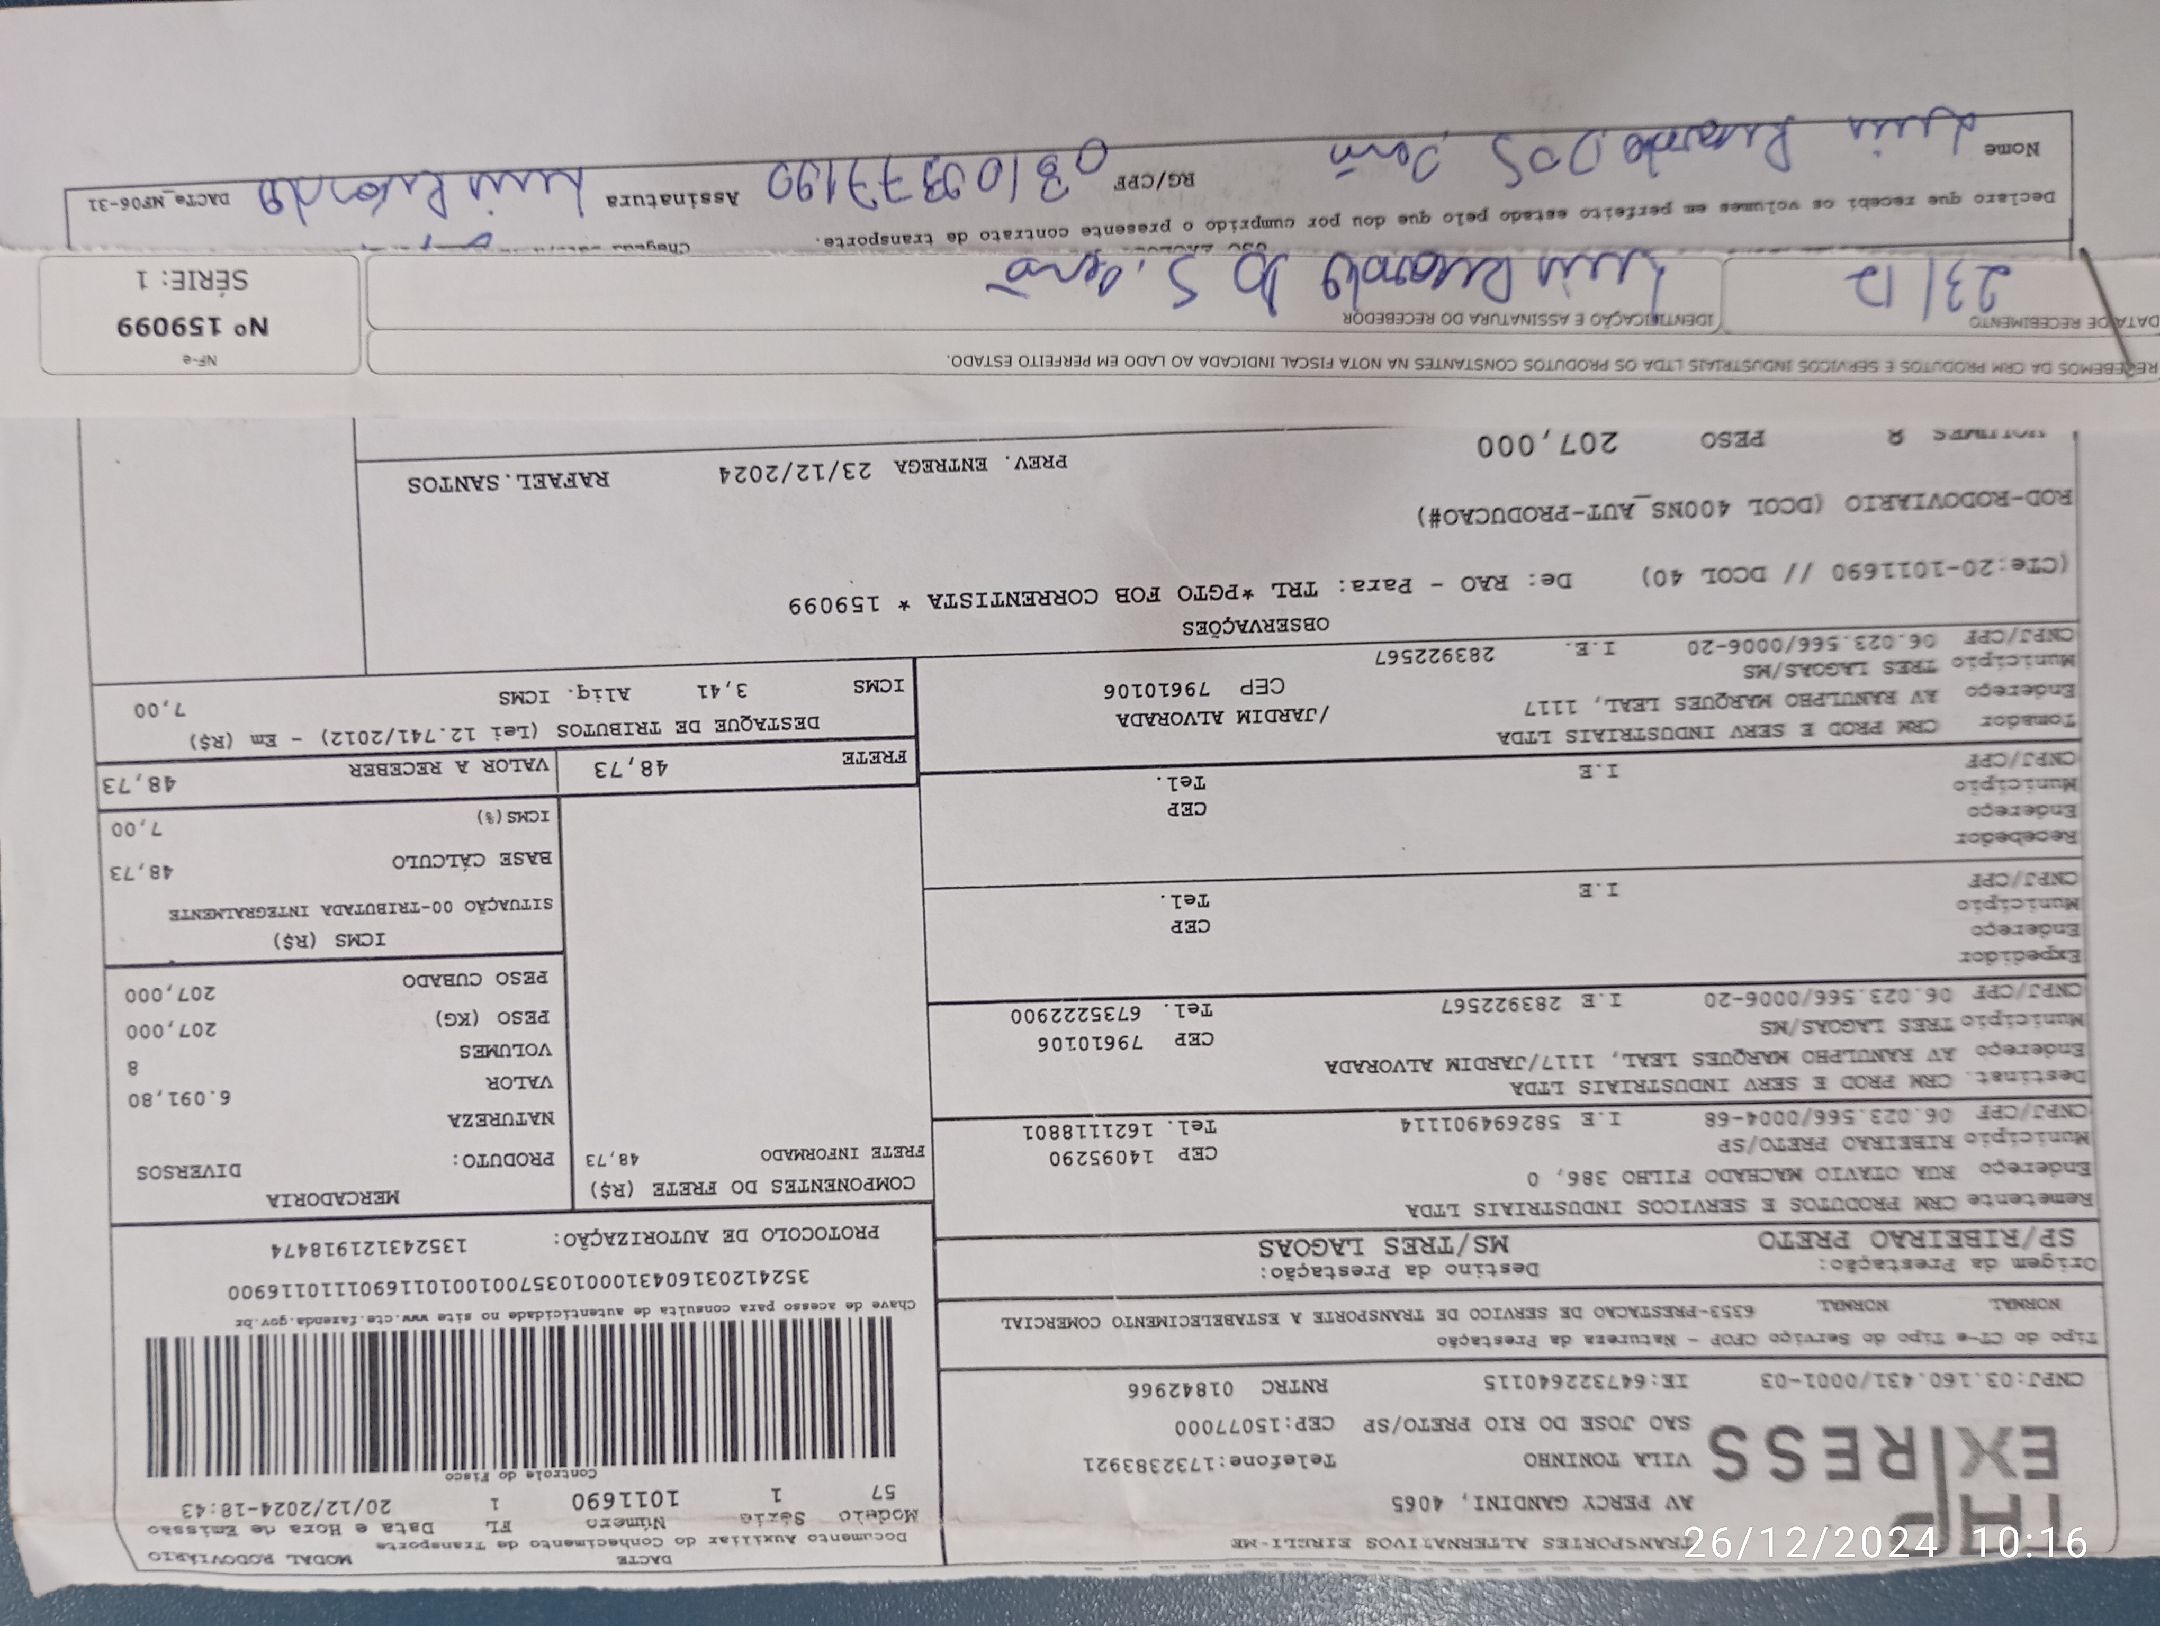 TRANSPORTES ALTERNATIVOS EIRELI-ME
TAP
EXPRESS
AV PERCY GANDINI, 4065
VILA TONINHO Telefone:1732383921
SAO JOSE DO RIO PRETO/SP CEP:15077000
CNPJ:03.160.431/0001-03 IE:647322640115 RNTRC 01842966
DACTE MODAL RODOVIÁRIO
Documento Auxiliar do Conhecimento de Transporte
Modelo Série Número FL Data e Hora de Emissão
57 1 1011690 1 20/12/2024-18:43
Controle do Fisco
Chave de acesso para consulta de autenticidade no site www.cte.fazenda.gov.br
PROTOCOLO DE AUTORIZAÇÃO: 135243121918474
Tipo do CT-e Tipo do Serviço CFOP - Natureza da Prestação
NORMAL NORMAL 6353-PRESTACAO DE SERVICO DE TRANSPORTE A ESTABELECIMENTO COMERCIAL
Origem da Prestação: Destino da Prestação:
SP/RIBEIRAO PRETO MS/TRES LAGOAS
Remetente CRM PRODUTOS E SERVICOS INDUSTRIAIS LTDA
Endereço RUA OTAVIO MACHADO FILHO 386, 0
Município RIBEIRAO PRETO/SP CEP 14095290
CNPJ/CPF 06.023.566/0004-68 I.E 582694901114 Tel. 1621118801
Destinat. CRM PROD E SERV INDUSTRIAIS LTDA
Endereço AV RANULPHO MARQUES LEAL, 1117/JARDIM ALVORADA
Município TRES LAGOAS/MS CEP 79610106
CNPJ/CPF 06.023.566/0006-20 I.E 283922567 Tel. 6735222900
Expedidor
Endereço
Município CEP
CNPJ/CPF I.E Tel.
Recebedor
Endereço
Município CEP
CNPJ/CPF I.E Tel.
Tomador CRM PROD E SERV INDUSTRIAIS LTDA
Endereço AV RANULPHO MARQUES LEAL, 1117 /JARDIM ALVORADA
Município TRES LAGOAS/MS CEP 79610106
CNPJ/CPF 06.023.566/0006-20 I.E. 283922567
COMPONENTES DO FRETE (R$)
FRETE INFORMADO 48,73
MERCADORIA
PRODUTO: DIVERSOS
NATUREZA
VALOR 6.091,80
VOLUMES 8
PESO (KG) 207,000
PESO CUBADO 207,000
ICMS (R$)
SITUAÇÃO 00-TRIBUTADA INTEGRALMENTE
BASE CÁLCULO 48,73
ICMS(%) 7,00
FRETE 48,73 VALOR A RECEBER 48,73
DESTAQUE DE TRIBUTOS (Lei 12.741/2012) - Em (R$)
ICMS 3,41 Aliq. ICMS 7,00
OBSERVAÇÕES
(CTe:20-1011690 // DCOL 40) De: RAO - Para: TRL *PGTO FOB CORRENTISTA * 159099
ROD-RODOVIARIO (DCOL 400NS_AUT-PRODUCAO#)
PREV. ENTREGA 23/12/2024 RAFAEL.SANTOS
VOLUMES 8 PESO 207,000
RECEBEMOS DA CRM PRODUTOS E SERVICOS INDUSTRIAIS LTDA OS PRODUTOS CONSTANTES NA NOTA FISCAL INDICADA AO LADO EM PERFEITO ESTADO.
DATA DE RECEBIMENTO IDENTIFICAÇÃO E ASSINATURA DO RECEBEDOR
23/12 Luis Ricardo D S.
NF-e
Nº 159099
SÉRIE: 1
Declaro que recebi os volumes em perfeito estado pelo que dou por cumprido o presente contrato de transporte.
Nome Luis Ricardo DOS RG/CPF Assinatura Luis Ricardo DACTe_MF06-31
26/12/2024 10:16